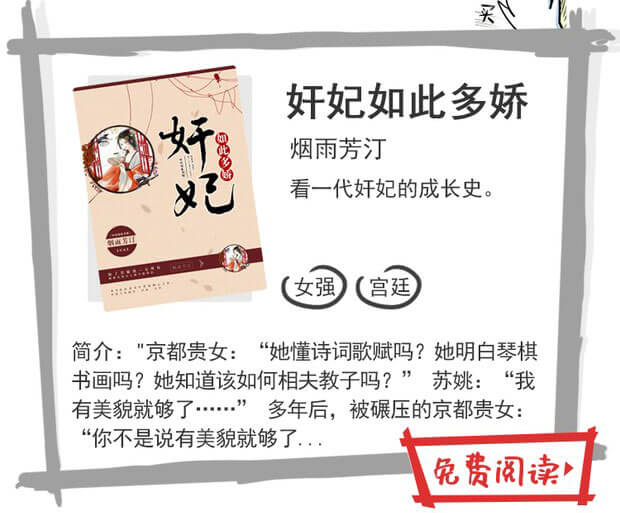 买
奸妃如此多娇
烟雨芳汀
看一代奸妃的成长史。
奸妃
如此多娇
烟雨芳汀
女强
宫廷
简介："京都贵女：“她懂诗词歌赋吗？她明白琴棋
书画吗？她知道该如何相夫教子吗？” 苏姚：“我
有美貌就够了······” 多年后，被碾压的京都贵女：
“你不是说有美貌就够了...
免费阅读